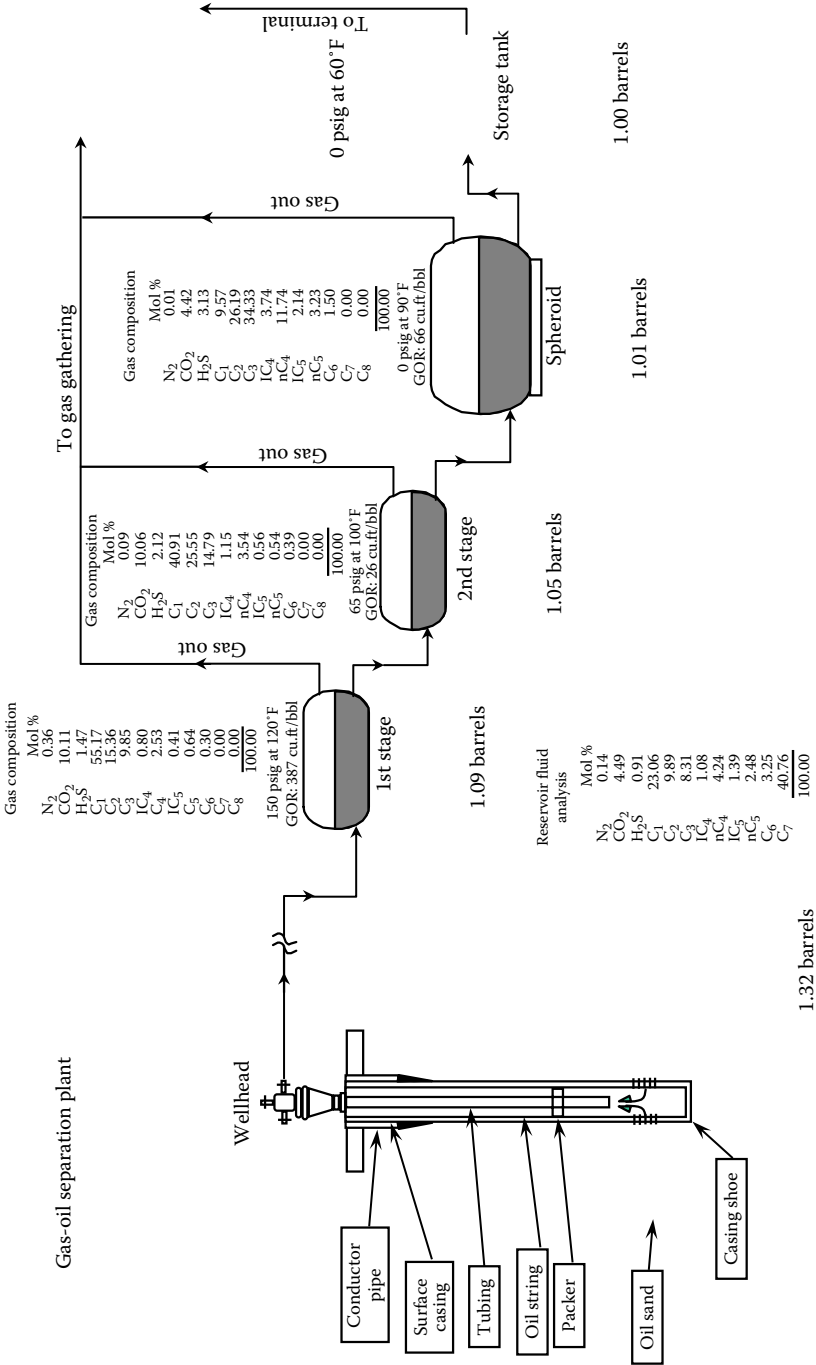 Gas-oil separation plant
Wellhead
Conductor
pipe
Surface
casing
Tubing
Oil string
Packer
Oil sand
Casing shoe
1.32 barrels
Gas composition
Mol %
N₂ 0.36
CO₂ 10.11
H₂S 1.47
C₁ 55.17
C₂ 15.36
C₃ 9.85
IC₄ 0.80
C₄ 2.53
IC₅ 0.41
C₅ 0.64
C₆ 0.30
C₇ 0.00
C₈ 0.00
100.00
150 psig at 120°F
GOR: 387 cu.ft/bbl
1st stage
1.09 barrels
Reservoir fluid
analysis
Mol %
N₂ 0.14
CO₂ 4.49
H₂S 0.91
C₁ 23.06
C₂ 9.89
C₃ 8.31
IC₄ 1.08
nC₄ 4.24
IC₅ 1.39
nC₅ 2.48
C₆ 3.25
C₇ 40.76
100.00
Gas out
To gas gathering
Gas composition
Mol %
N₂ 0.09
CO₂ 10.06
H₂S 2.12
C₁ 40.91
C₂ 25.55
C₃ 14.79
IC₄ 1.15
nC₄ 3.54
IC₅ 0.56
nC₅ 0.54
C₆ 0.39
C₇ 0.00
C₈ 0.00
100.00
65 psig at 100°F
GOR: 26 cu.ft/bbl
2nd stage
1.05 barrels
Gas out
Gas composition
Mol %
N₂ 0.01
CO₂ 4.42
H₂S 3.13
C₁ 9.57
C₂ 26.19
C₃ 34.33
IC₄ 3.74
nC₄ 11.74
IC₅ 2.14
nC₅ 3.23
C₆ 1.50
C₇ 0.00
C₈ 0.00
100.00
0 psig at 90°F
GOR: 66 cu.ft/bbl
Spheroid
1.01 barrels
Gas out
0 psig at 60°F
To terminal
Storage tank
1.00 barrels